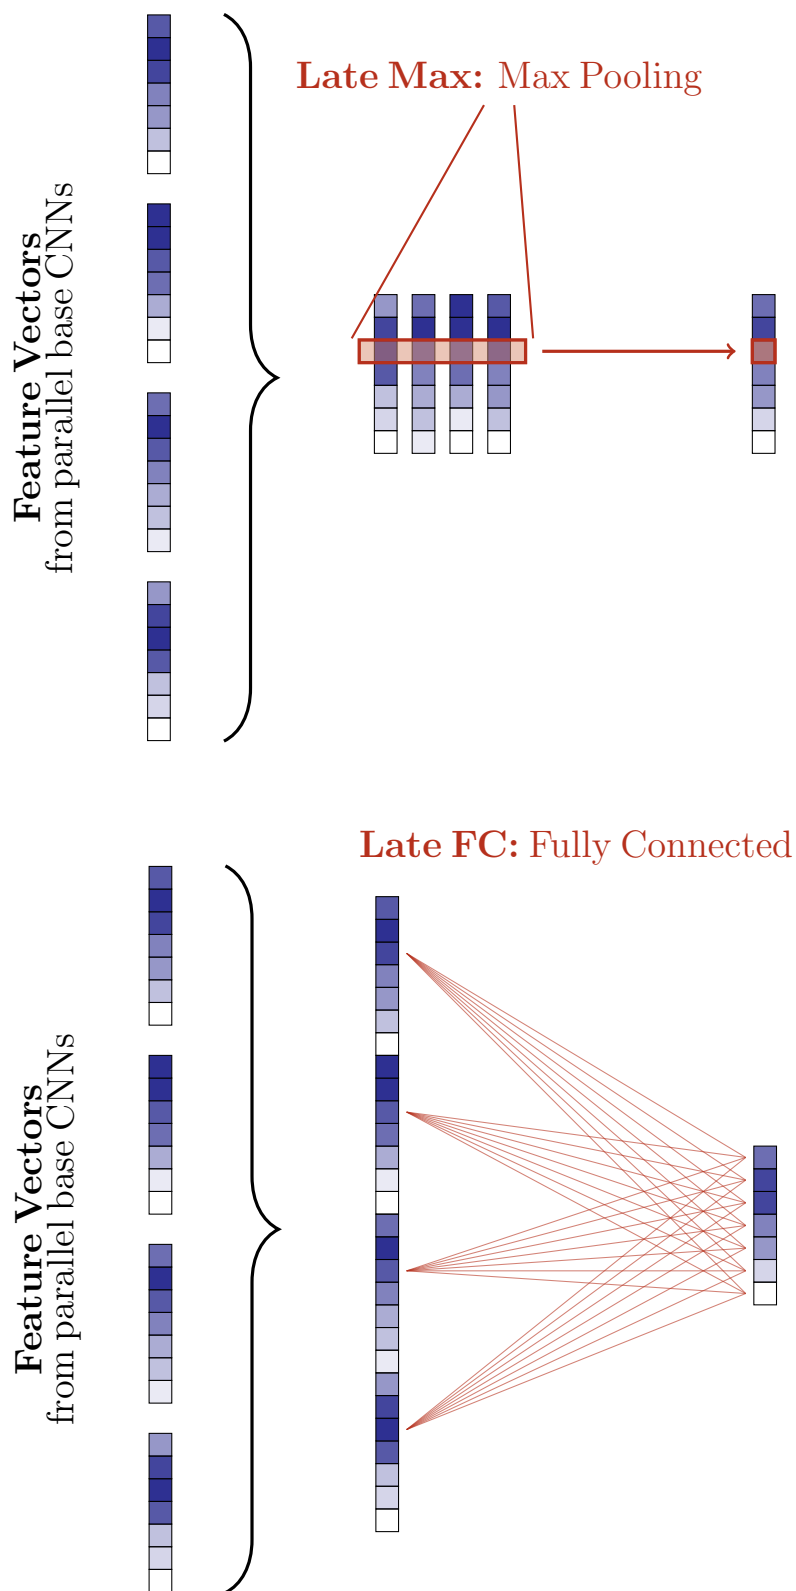 Late Max: Max Pooling
Feature Vectors
from parallel base CNNs
Late FC: Fully Connected
Feature Vectors
from parallel base CNNs